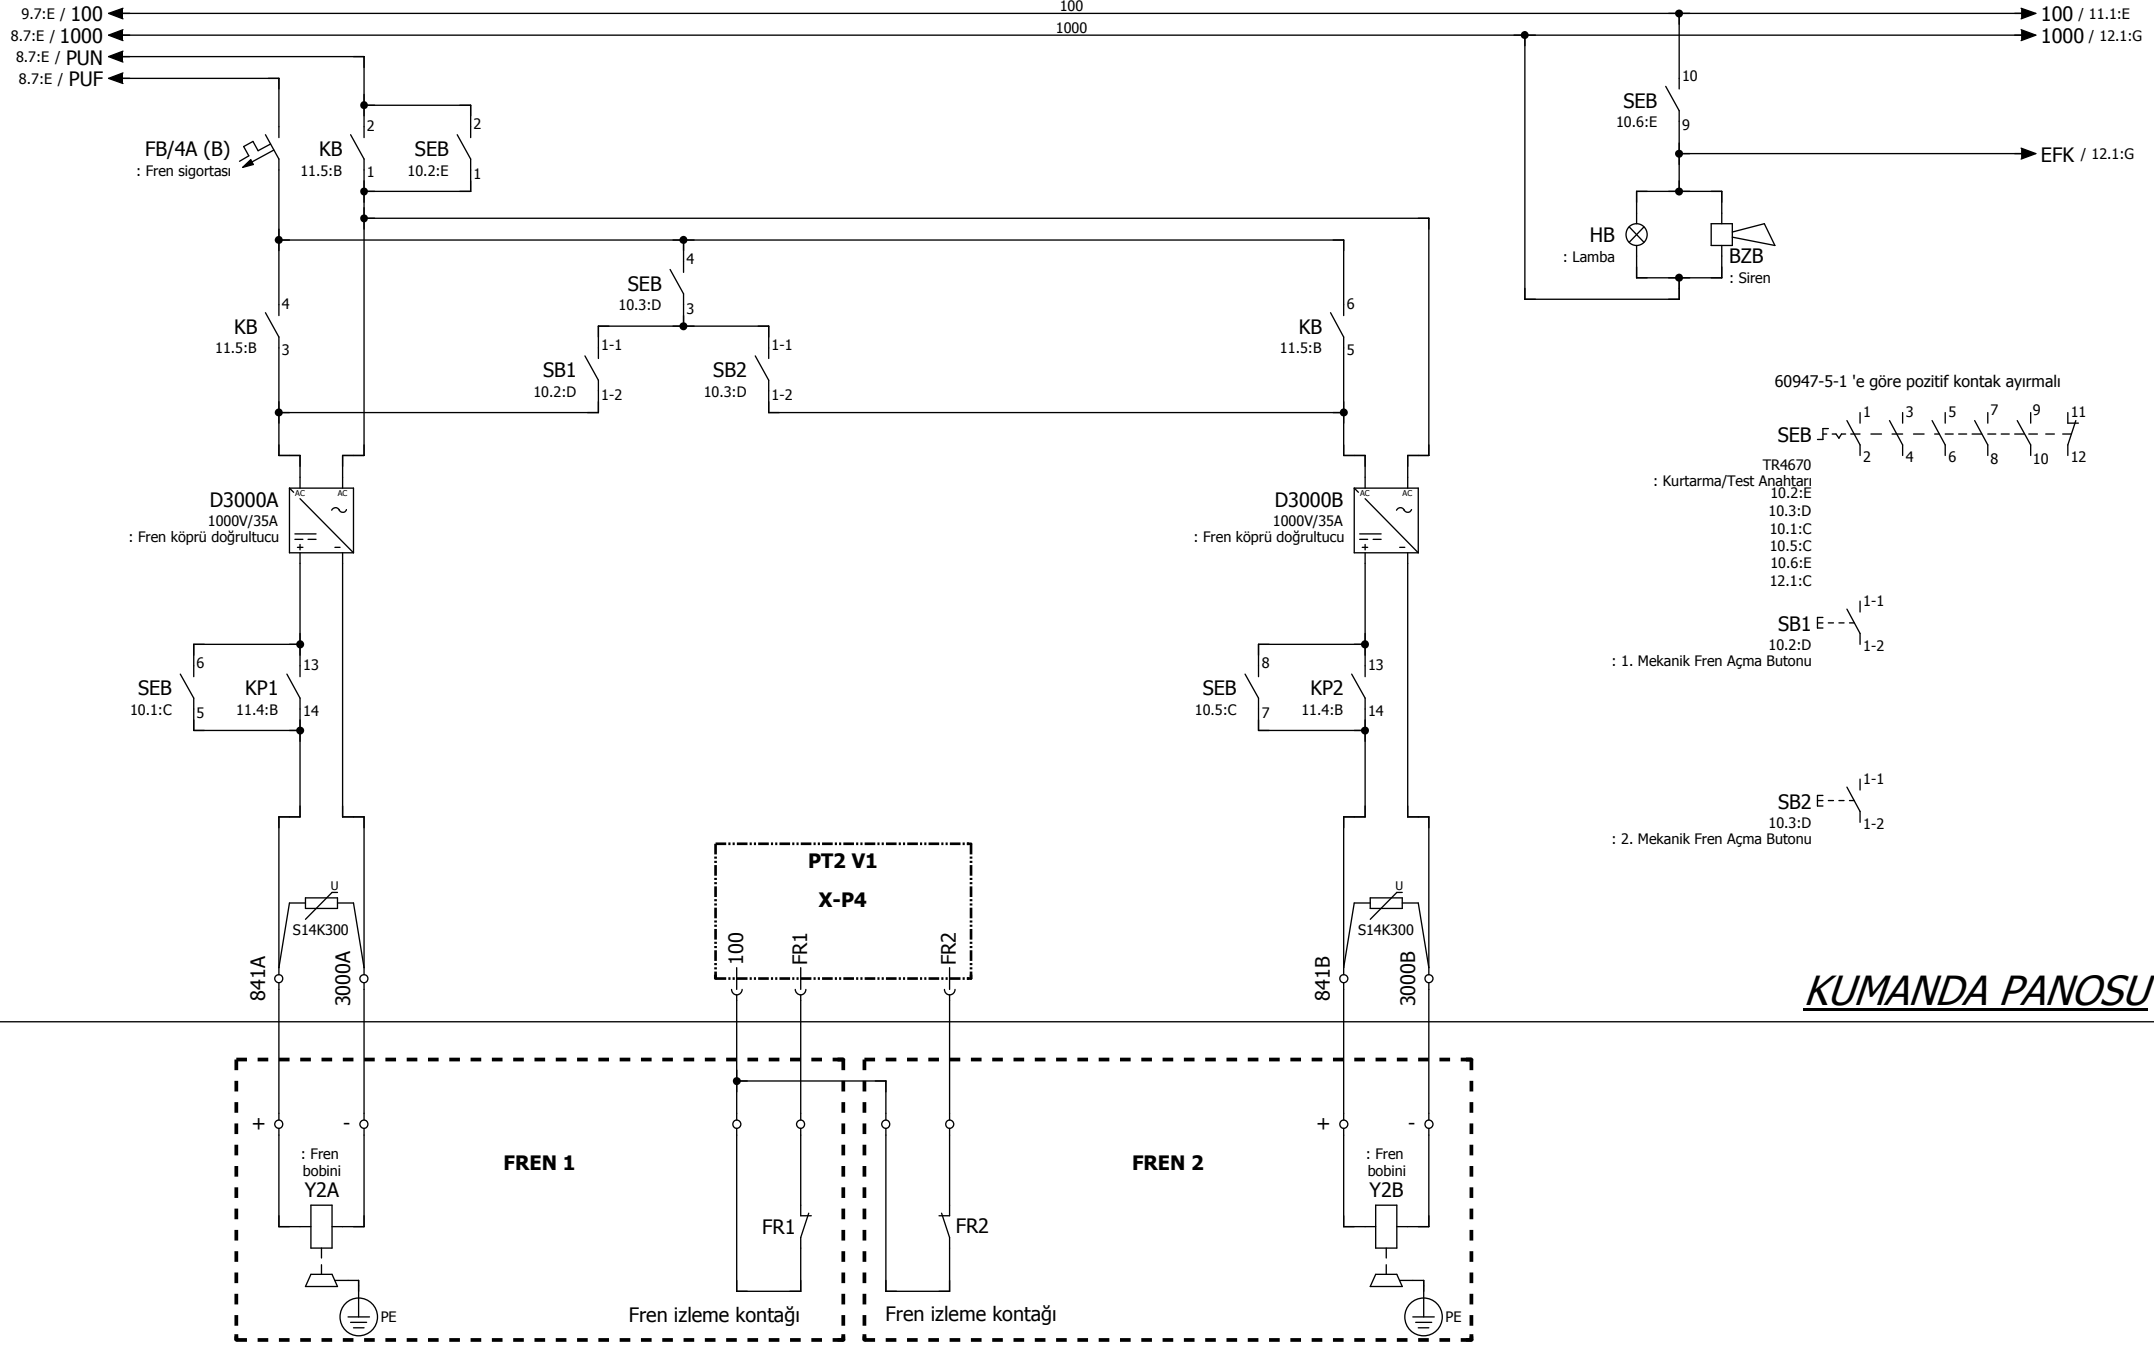 9.7:E / 100
100
100 / 11.1:E
8.7:E / 1000
1000
1000 / 12.1:G
8.7:E / PUN
8.7:E / PUF
FB/4A (B)
: Fren sigortası
2
KB
11.5:B
1
2
SEB
10.2:E
1
10
SEB
10.6:E
9
EFK / 12.1:G
HB
: Lamba
BZB
: Siren
4
SEB
10.3:D
3
4
KB
11.5:B
3
1-1
SB1
10.2:D
1-2
1-1
SB2
10.3:D
1-2
6
KB
11.5:B
5
60947-5-1 'e göre pozitif kontak ayırmalı
1
3
5
7
9
11
SEB
2
4
6
8
10
12
TR4670
: Kurtarma/Test Anahtarı
10.2:E
10.3:D
10.1:C
10.5:C
10.6:E
12.1:C
AC
AC
D3000A
1000V/35A
: Fren köprü doğrultucu
+
-
AC
AC
D3000B
1000V/35A
: Fren köprü doğrultucu
+
-
1-1
SB1
10.2:D
1-2
: 1. Mekanik Fren Açma Butonu
6
SEB
10.1:C
5
13
KP1
11.4:B
14
8
SEB
10.5:C
7
13
KP2
11.4:B
14
1-1
SB2
10.3:D
1-2
: 2. Mekanik Fren Açma Butonu
PT2 V1
X-P4
100
FR1
FR2
U
S14K300
841A
3000A
U
S14K300
841B
3000B
KUMANDA PANOSU
+
-
: Fren
bobini
Y2A
PE
FREN 1
FR1
Fren izleme kontağı
FR2
Fren izleme kontağı
FREN 2
+
-
: Fren
bobini
Y2B
PE